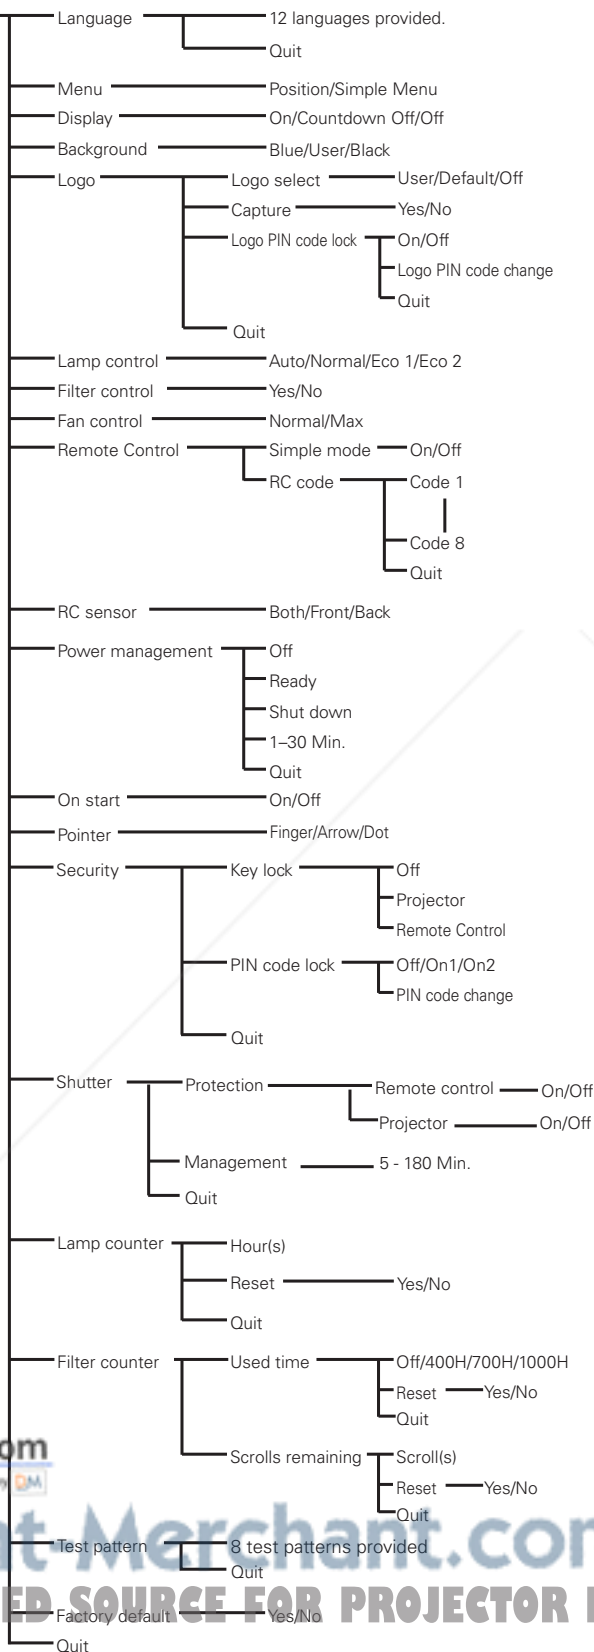 Language 12 languages provided.
Quit
Menu Position/Simple Menu
Display On/Countdown Off/Off
Background Blue/User/Black
Logo Logo select User/Default/Off
Capture Yes/No
Logo PIN code lock On/Off
Logo PIN code change
Quit
Quit
Lamp control Auto/Normal/Eco 1/Eco 2
Filter control Yes/No
Fan control Normal/Max
Remote Control Simple mode On/Off
RC code Code 1
Code 8
Quit
RC sensor Both/Front/Back
Power management Off
Ready
Shut down
1–30 Min.
Quit
On start On/Off
Pointer Finger/Arrow/Dot
Security Key lock Off
Projector
Remote Control
PIN code lock Off/On1/On2
PIN code change
Quit
Shutter Protection Remote control On/Off
Projector On/Off
Management 5 - 180 Min.
Quit
Lamp counter Hour(s)
Reset Yes/No
Quit
Filter counter Used time Off/400H/700H/1000H
Reset Yes/No
Quit
om
Scrolls remaining Scroll(s)
DM
Reset Yes/No
Quit
t-Merchant.co
Test pattern 8 test patterns provided
Quit
ED SOURCE FOR PROJECTOR
Factory default Yes/No
Quit